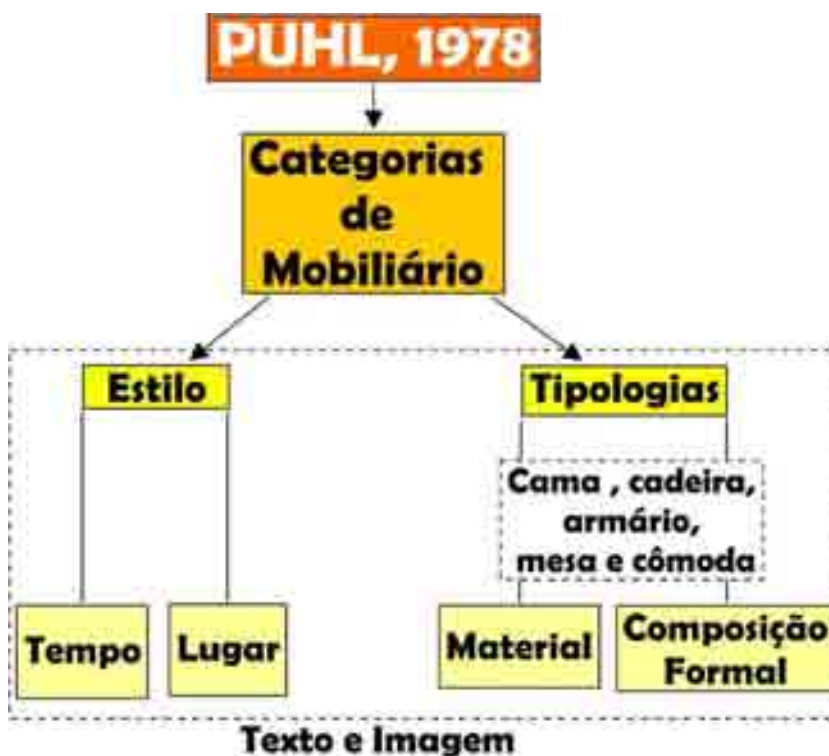 PUHL, 1978
Categorias
de
Mobiliário
Estilo
Tipologias
Cama , cadeira,
armário,
mesa e cômoda
Tempo
Lugar
Material
Composição
Formal
Texto e Imagem